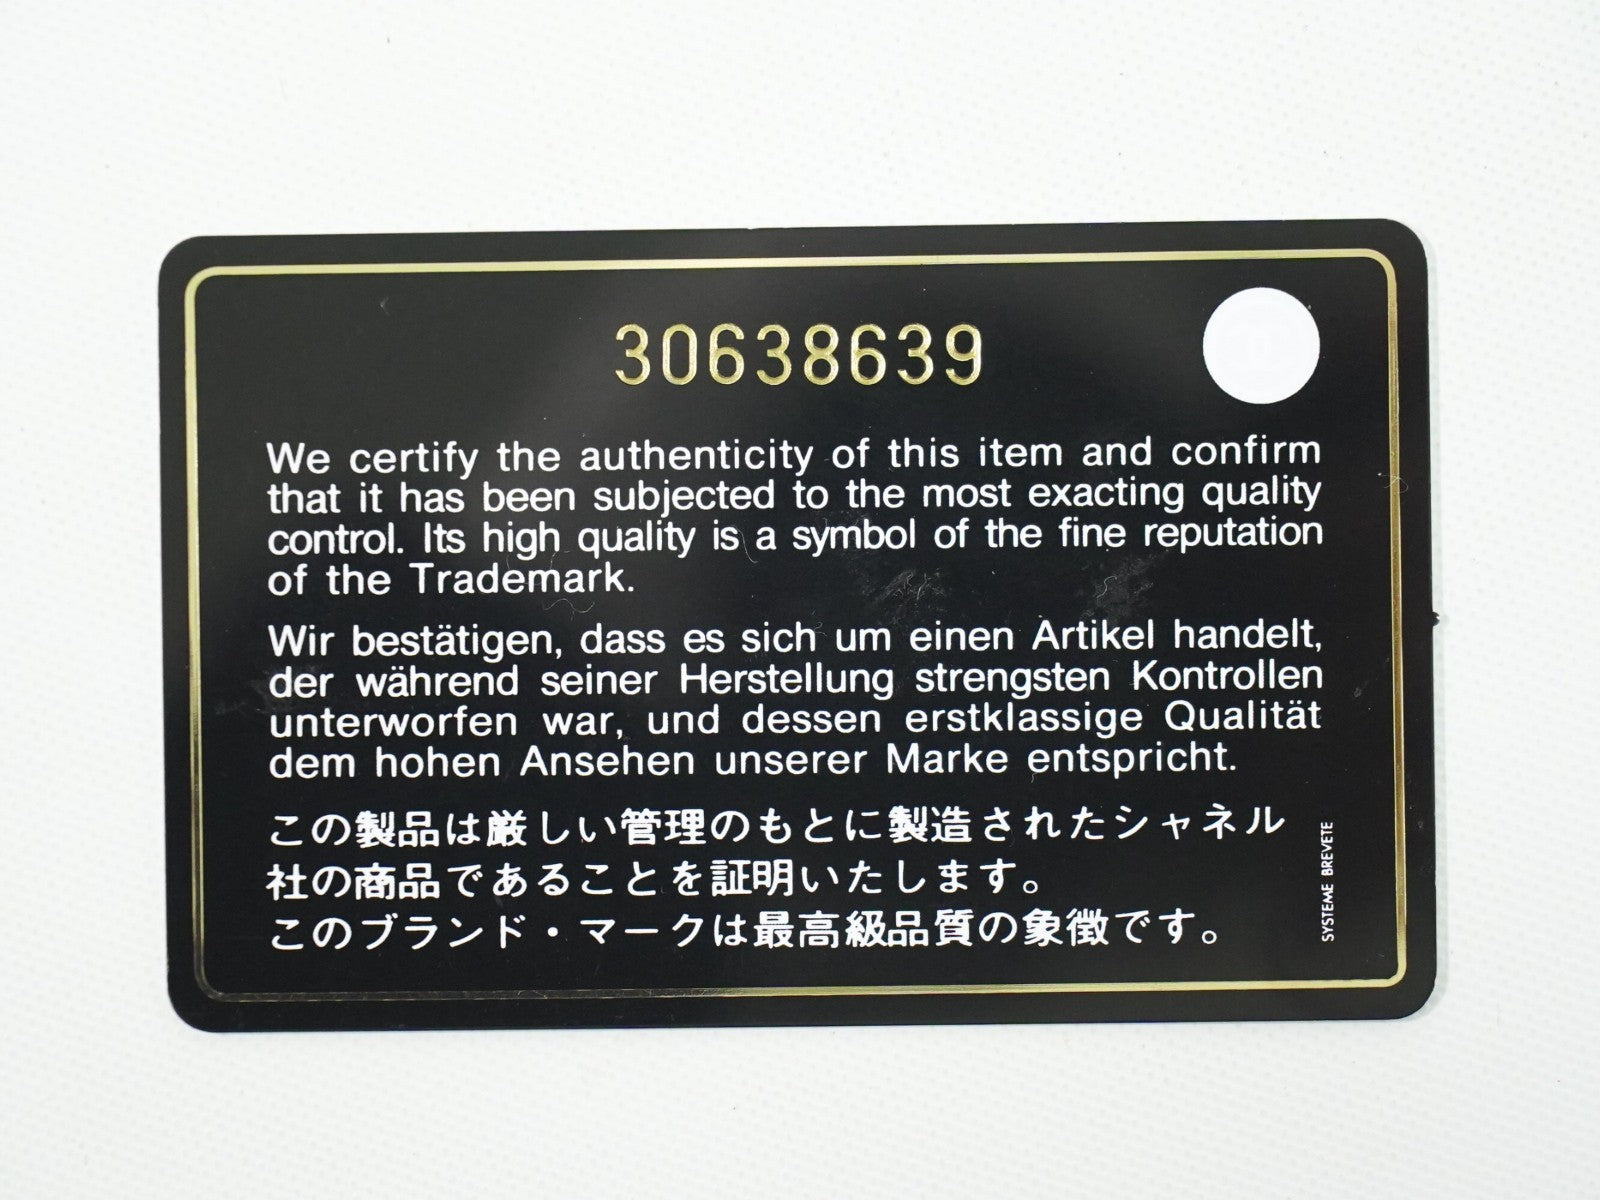 30638639
We certify the authenticity of this item and confirm
that it has been subjected to the most exacting quality
control. Its high quality is a symbol of the fine reputation
of the Trademark.
Wir bestätigen, dass es sich um einen Artikel handelt,
der während seiner Herstellung strengsten Kontrollen
unterworfen war, und dessen erstklassige Qualität
dem hohen Ansehen unserer Marke entspricht.
この製品は厳しい管理のもとに製造されたシャネル
社の商品であることを証明いたします。
このブランド・マークは最高級品質の象徴です。
SYSTEME BREVETE